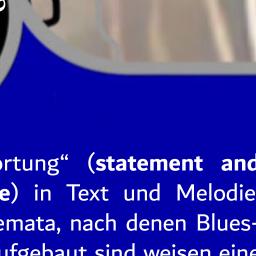 ortung“ (statement and
e) in Text und Melodie
emata, nach denen Blues-
ufgebaut sind weisen eine